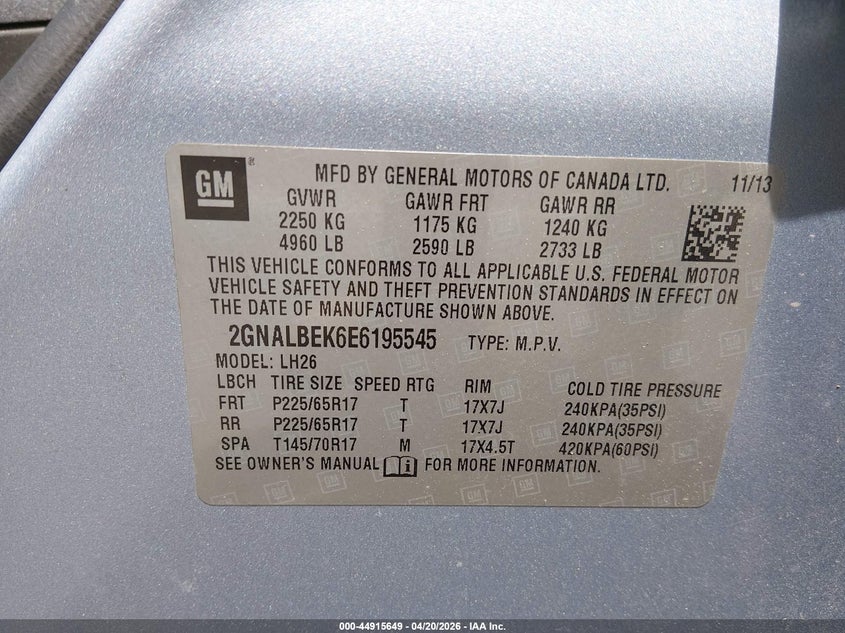 GM
MFD BY GENERAL MOTORS OF CANADA LTD. 11/13
GVWR GAWR FRT GAWR RR
2250 KG 1175 KG 1240 KG
4960 LB 2590 LB 2733 LB
THIS VEHICLE CONFORMS TO ALL APPLICABLE U.S. FEDERAL MOTOR
VEHICLE SAFETY AND THEFT PREVENTION STANDARDS IN EFFECT ON
THE DATE OF MANUFACTURE SHOWN ABOVE.
2GNALBEK6E6195545 TYPE: M.P.V.
MODEL: LH26
LBCH TIRE SIZE SPEED RTG RIM COLD TIRE PRESSURE
FRT P225/65R17 T 17X7J 240KPA(35PSI)
RR P225/65R17 T 17X7J 240KPA(35PSI)
SPA T145/70R17 M 17X4.5T 420KPA(60PSI)
SEE OWNER'S MANUAL i FOR MORE INFORMATION.
000-44915649 - 04/20/2026 - IAA Inc.